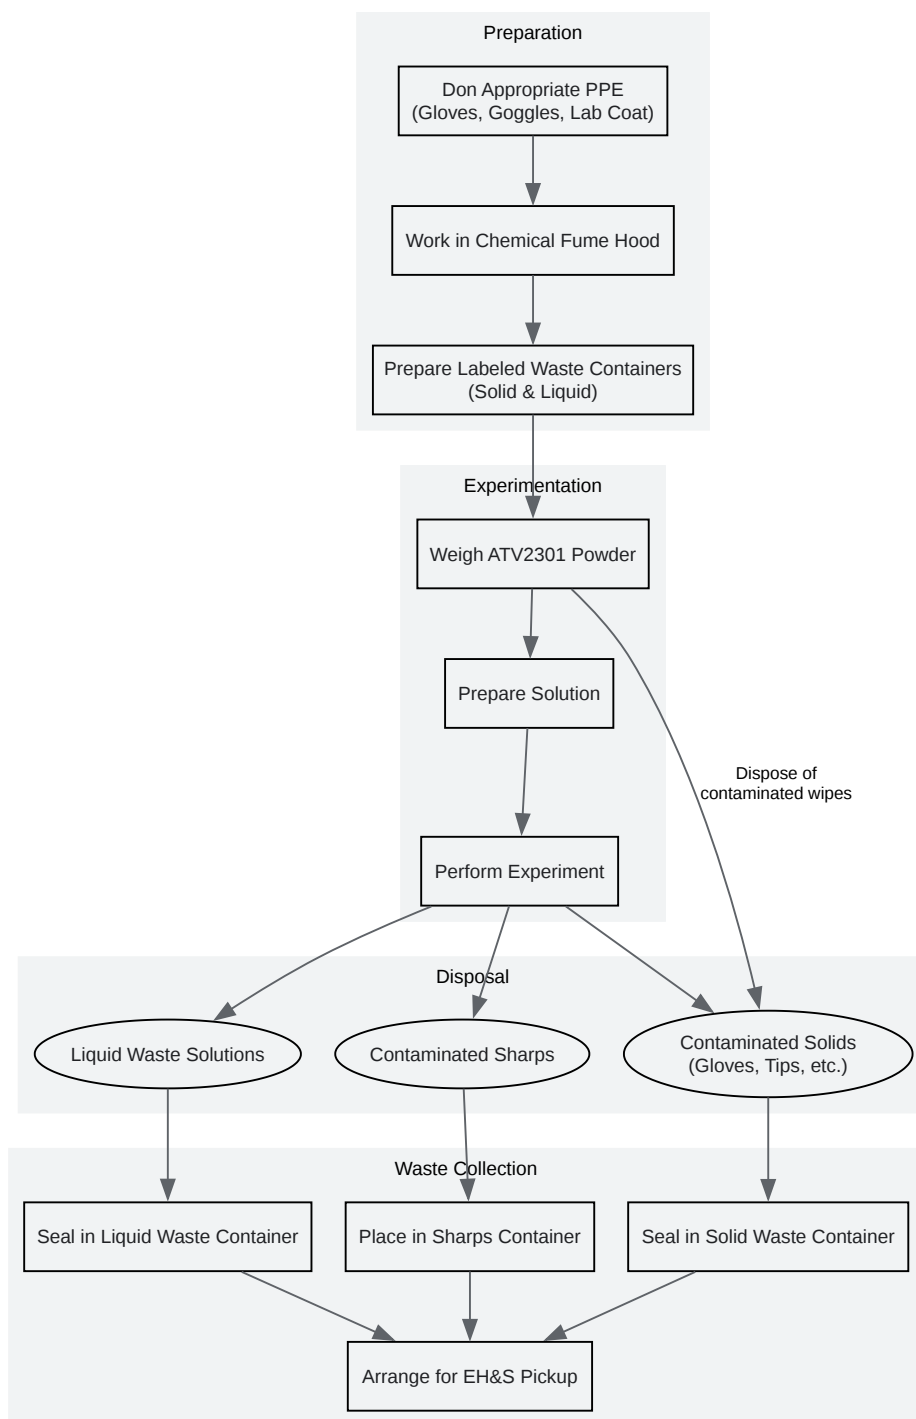 Preparation
Don Appropriate PPE
(Gloves, Goggles, Lab Coat)
Work in Chemical Fume Hood
Prepare Labeled Waste Containers
(Solid & Liquid)
Experimentation
Weigh ATV2301 Powder
Prepare Solution
Dispose of
contaminated wipes
Perform Experiment
Disposal
Liquid Waste Solutions
Contaminated Sharps
Contaminated Solids
(Gloves, Tips, etc.)
Waste Collection
Seal in Liquid Waste Container
Place in Sharps Container
Seal in Solid Waste Container
Arrange for EH&S Pickup